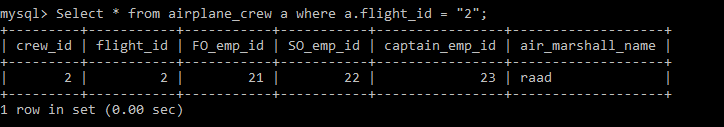 mysql> Select * from airplane_crew a where a.flight_id = "2";
+---------+-----------+-----------+-----------+----------------+--------------------+
| crew_id | flight_id | FO_emp_id | SO_emp_id | captain_emp_id | air_marshall_name |
+---------+-----------+-----------+-----------+----------------+--------------------+
| 2 | 2 | 21 | 22 | 23 | raad |
+---------+-----------+-----------+-----------+----------------+--------------------+
1 row in set (0.00 sec)